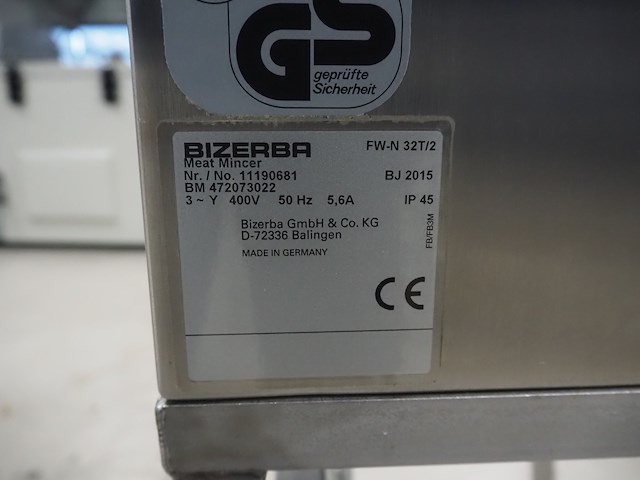 GS
geprüfte
Sicherheit
BIZERBA FW-N 32T/2
Meat Mincer
Nr. / No. 11190681 BJ 2015
BM 472073022
3 ~ Y 400V 50 Hz 5,6A IP 45
Bizerba GmbH & Co. KG
D-72336 Balingen
MADE IN GERMANY
FB/FB3M
CE